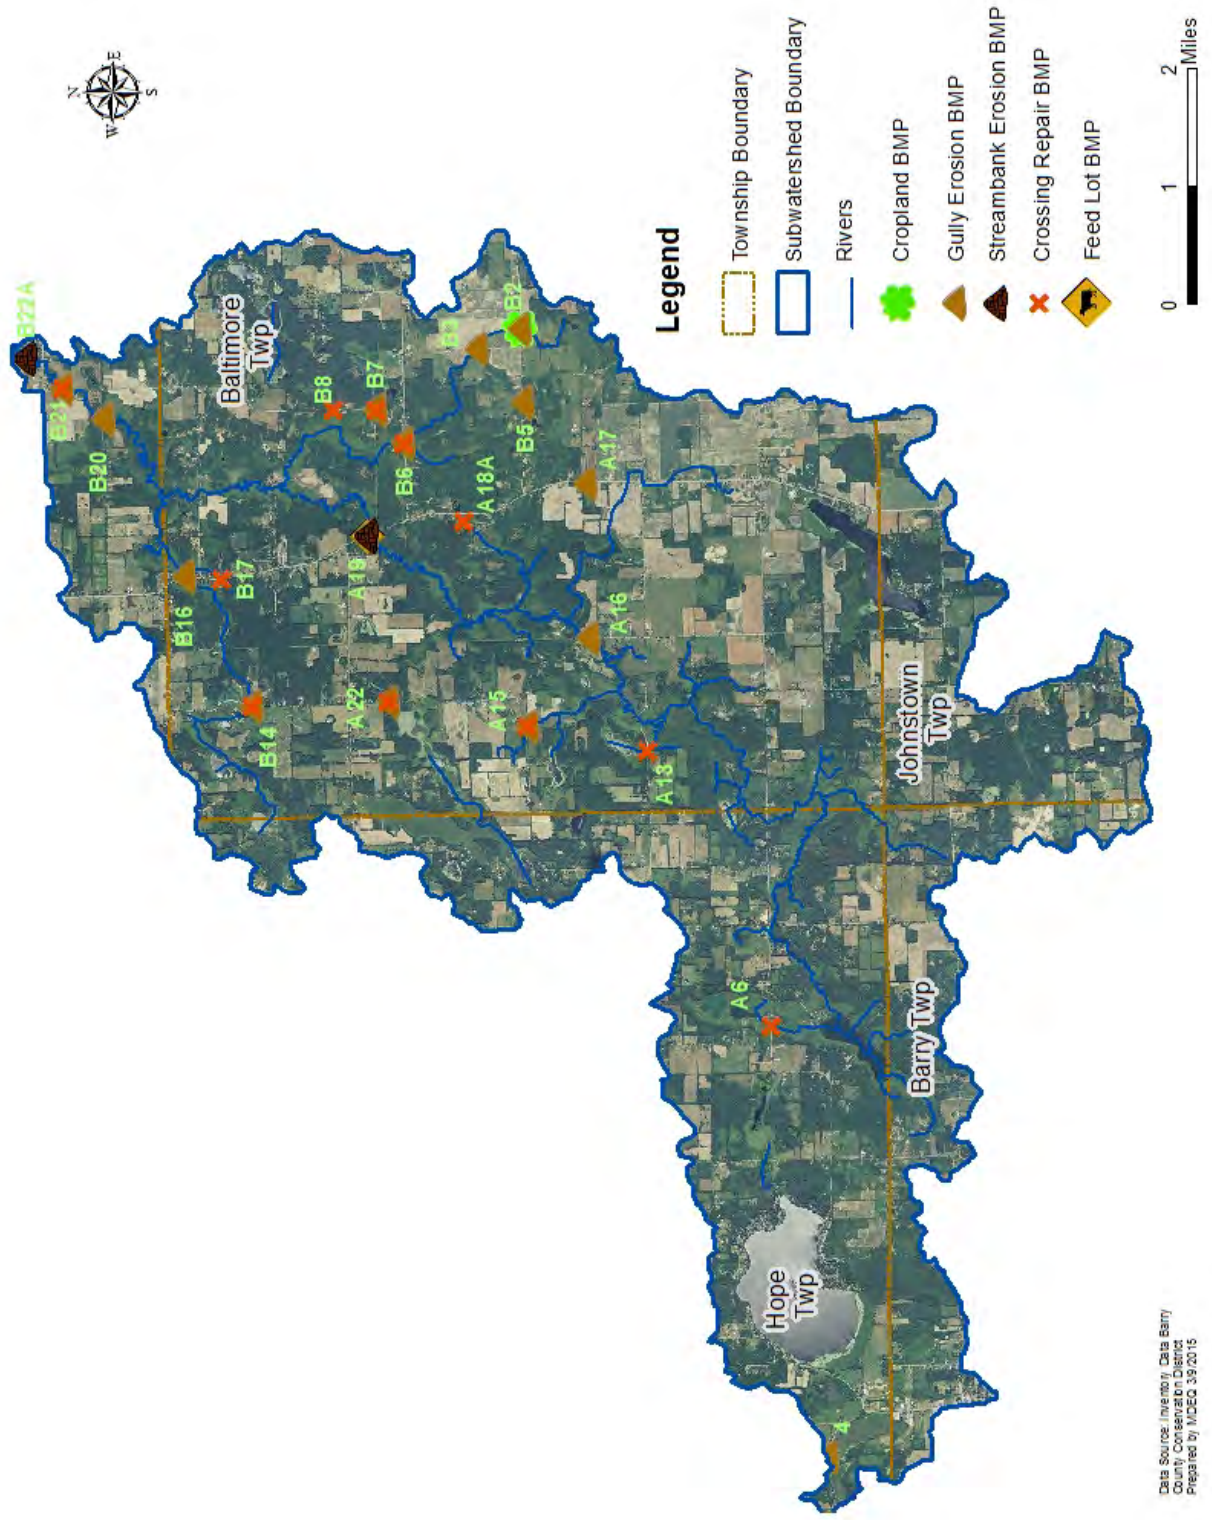 N
W
E
S
B22A
B20
B16
B17
B14
Baltimore
Twp
B8
B7
B6
B2
B5
A17
A18A
A19
A22
A15
A16
A13
A6
4
Hope
Twp
Barry Twp
Johnstown
Twp
Legend
Township Boundary
Subwatershed Boundary
Rivers
Cropland BMP
Gully Erosion BMP
Streambank Erosion BMP
Crossing Repair BMP
Feed Lot BMP
0 1 2
Miles
Data Source: Inventory Data Barry
County Conservation District
Prepared by MDEQ 3/9/2015